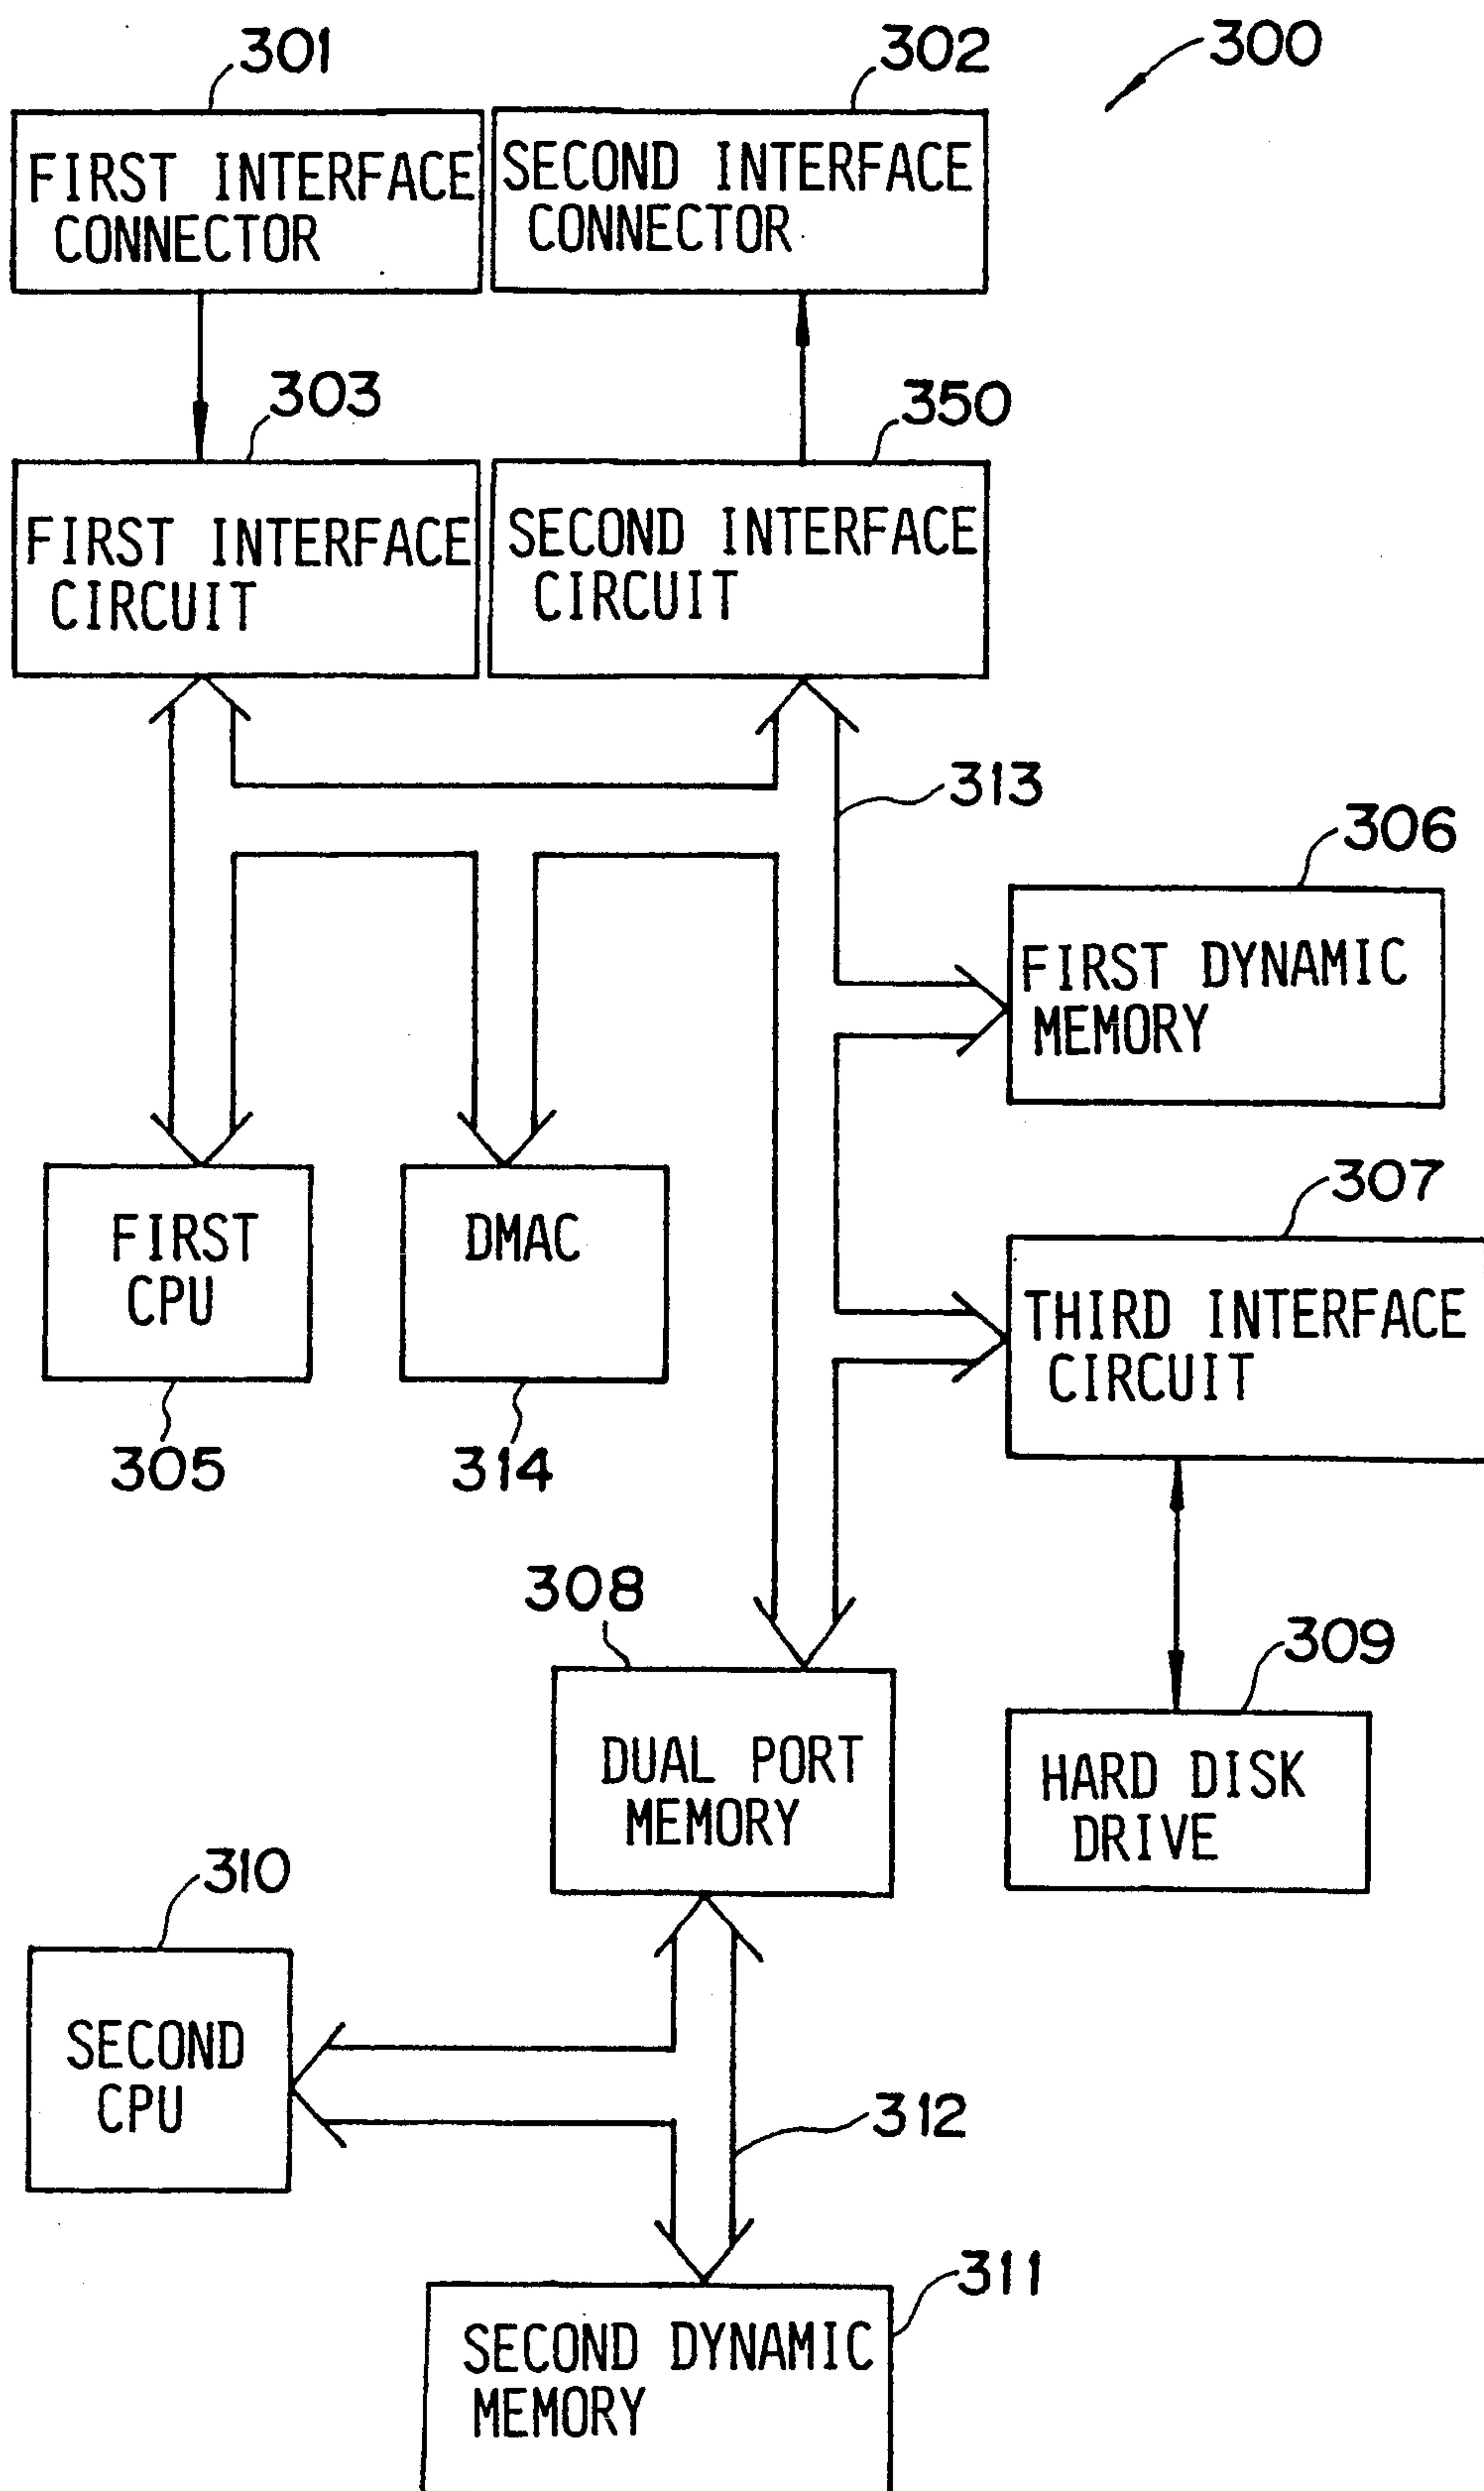 301
302
300
FIRST INTERFACE
CONNECTOR
SECOND INTERFACE
CONNECTOR
303
350
FIRST INTERFACE
CIRCUIT
SECOND INTERFACE
CIRCUIT
313
306
FIRST DYNAMIC
MEMORY
307
FIRST
CPU
DMAC
THIRD INTERFACE
CIRCUIT
305
314
308
309
DUAL PORT
MEMORY
HARD DISK
DRIVE
310
SECOND
CPU
312
311
SECOND DYNAMIC
MEMORY